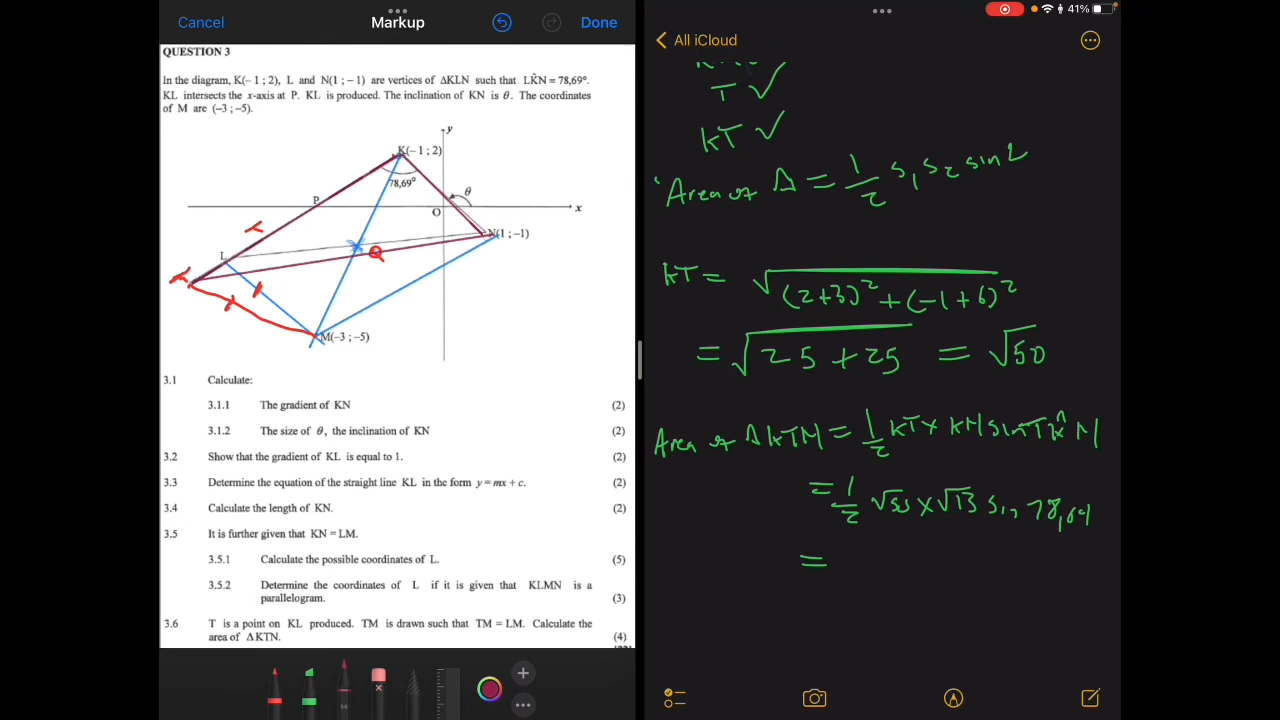 Cancel
Markup
Done
QUESTION 3
In the diagram, K(– 1 ; 2), L and N(1 ; –1) are vertices of ΔKLN such that LK̂N = 78,69°.
KL intersects the x-axis at P. KL is produced. The inclination of KN is θ. The coordinates
of M are (–3 ; –5).
y
K(– 1 ; 2)
78,69°
θ
P
O
x
N(1 ; –1)
L
M(–3 ; –5)
3.1 Calculate:
3.1.1 The gradient of KN (2)
3.1.2 The size of θ, the inclination of KN (2)
3.2 Show that the gradient of KL is equal to 1. (2)
3.3 Determine the equation of the straight line KL in the form y = mx + c. (2)
3.4 Calculate the length of KN. (2)
3.5 It is further given that KN = LM.
3.5.1 Calculate the possible coordinates of L. (5)
3.5.2 Determine the coordinates of L if it is given that KLMN is a
parallelogram. (3)
3.6 T is a point on KL produced. TM is drawn such that TM = LM. Calculate the
area of ΔKTN. (4)
41%
All iCloud
T ✓
KT ✓
Area of Δ = 1/2 s₁ s₂ sin
KT = √(2+3)² + (-1+6)²
= √25 + 25 = √50
Area of Δ KTN = 1/2 KT × KN sin TK̂N
= 1/2 √50 × √13 sin 78,69
=